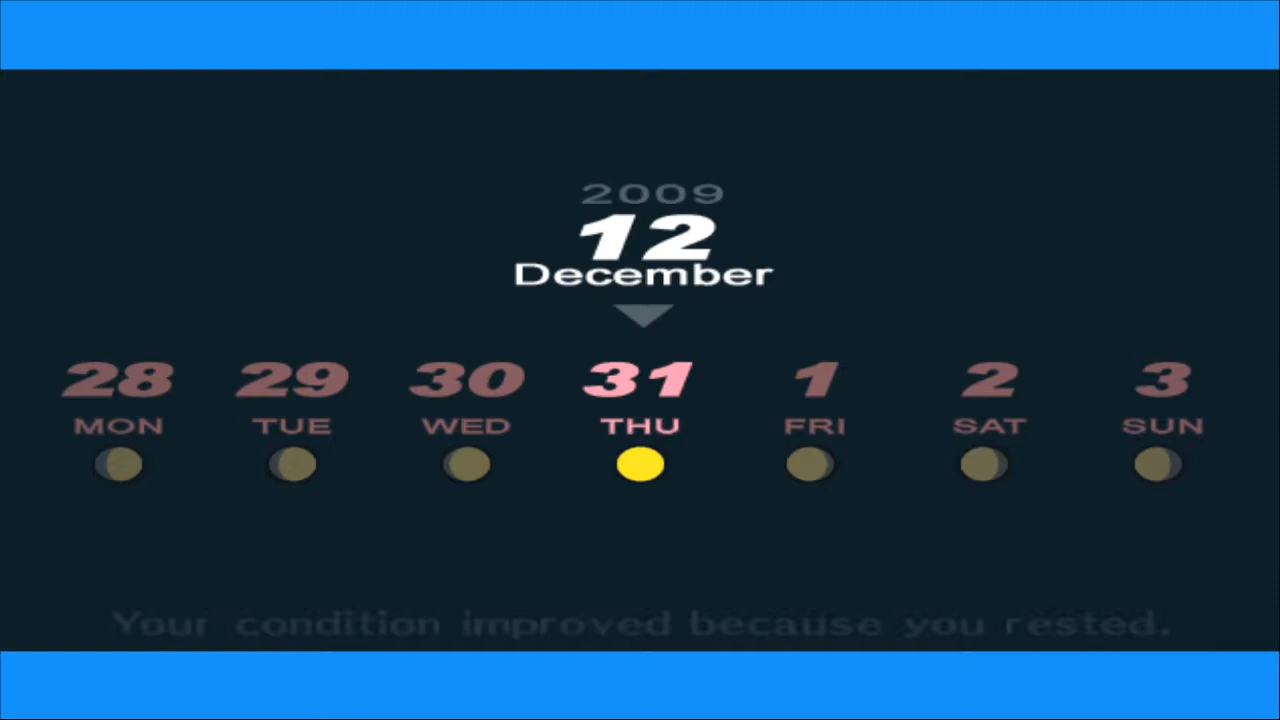 2009
12
December
28 29 30 31 1 2 3
MON TUE WED THU FRI SAT SUN
Your condition improved because you rested.